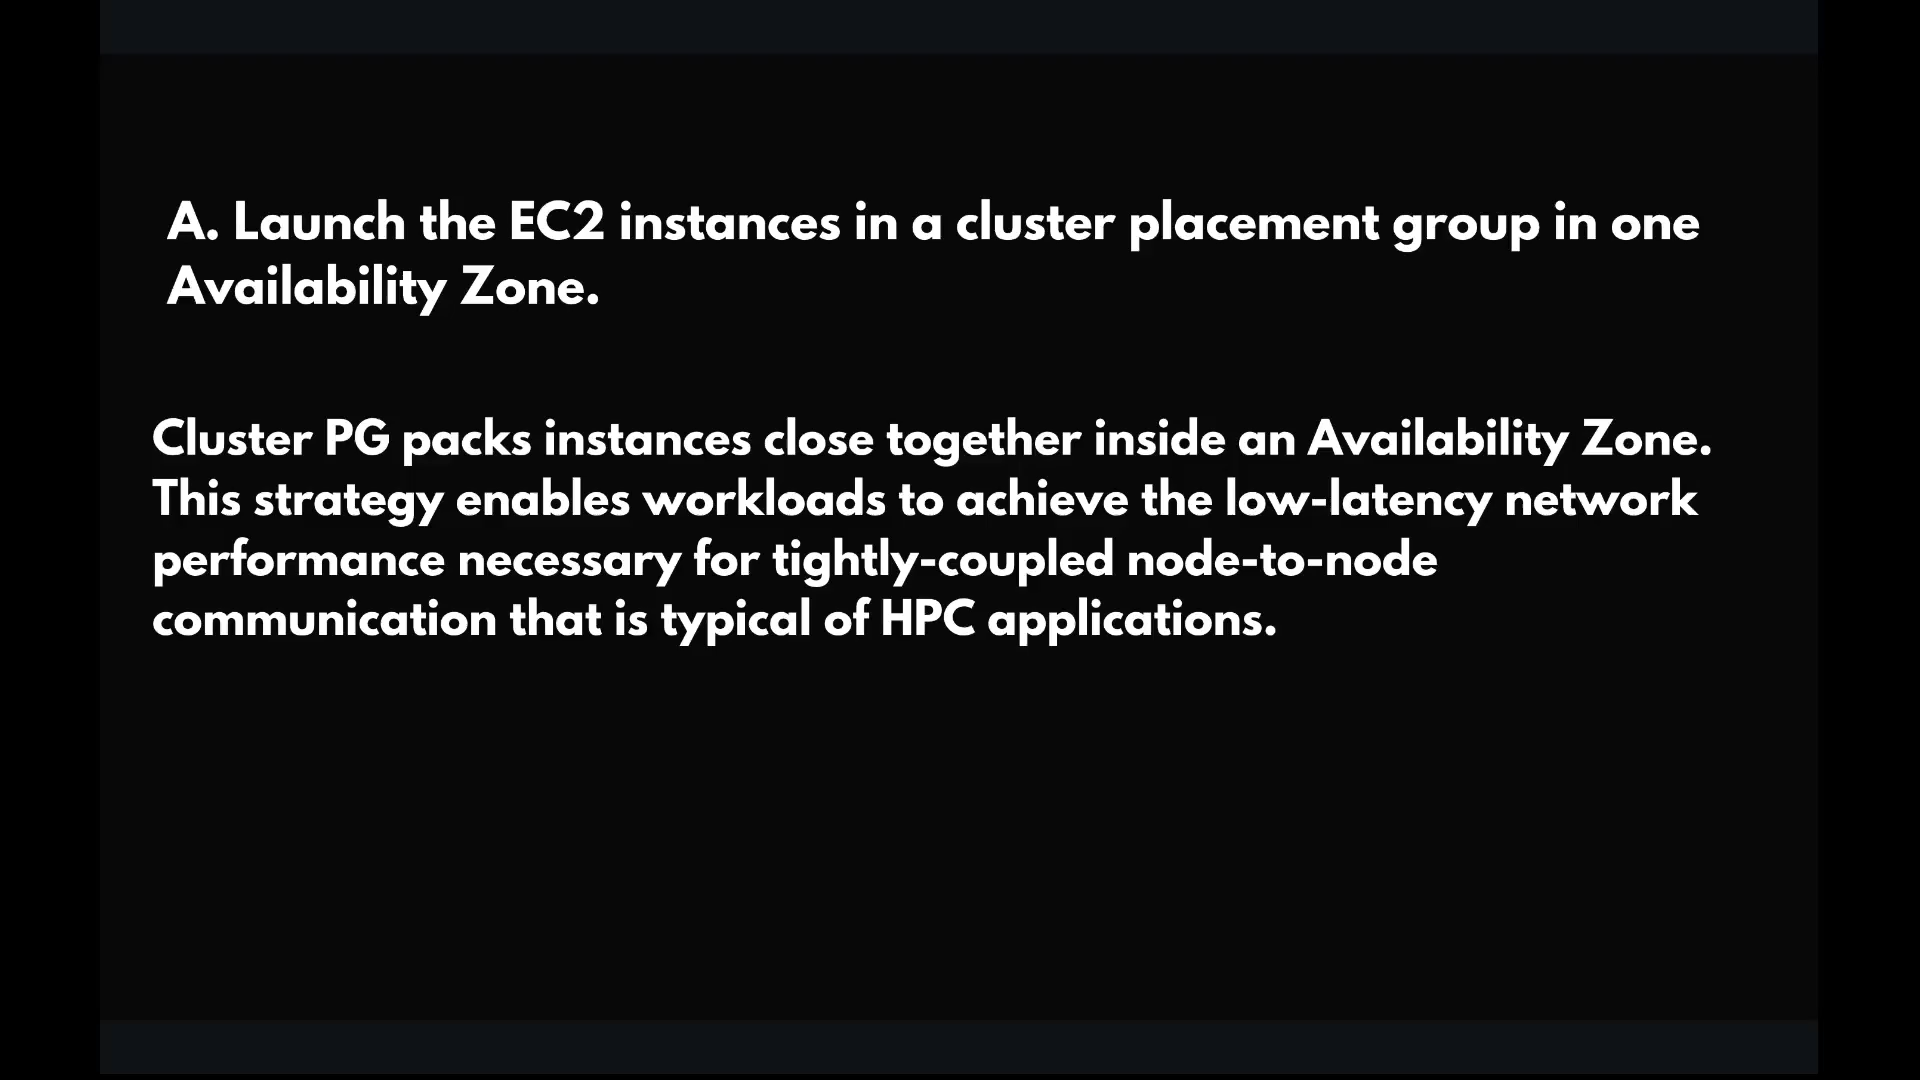 A. Launch the EC2 instances in a cluster placement group in one
Availability Zone.
Cluster PG packs instances close together inside an Availability Zone.
This strategy enables workloads to achieve the low-latency network
performance necessary for tightly-coupled node-to-node
communication that is typical of HPC applications.